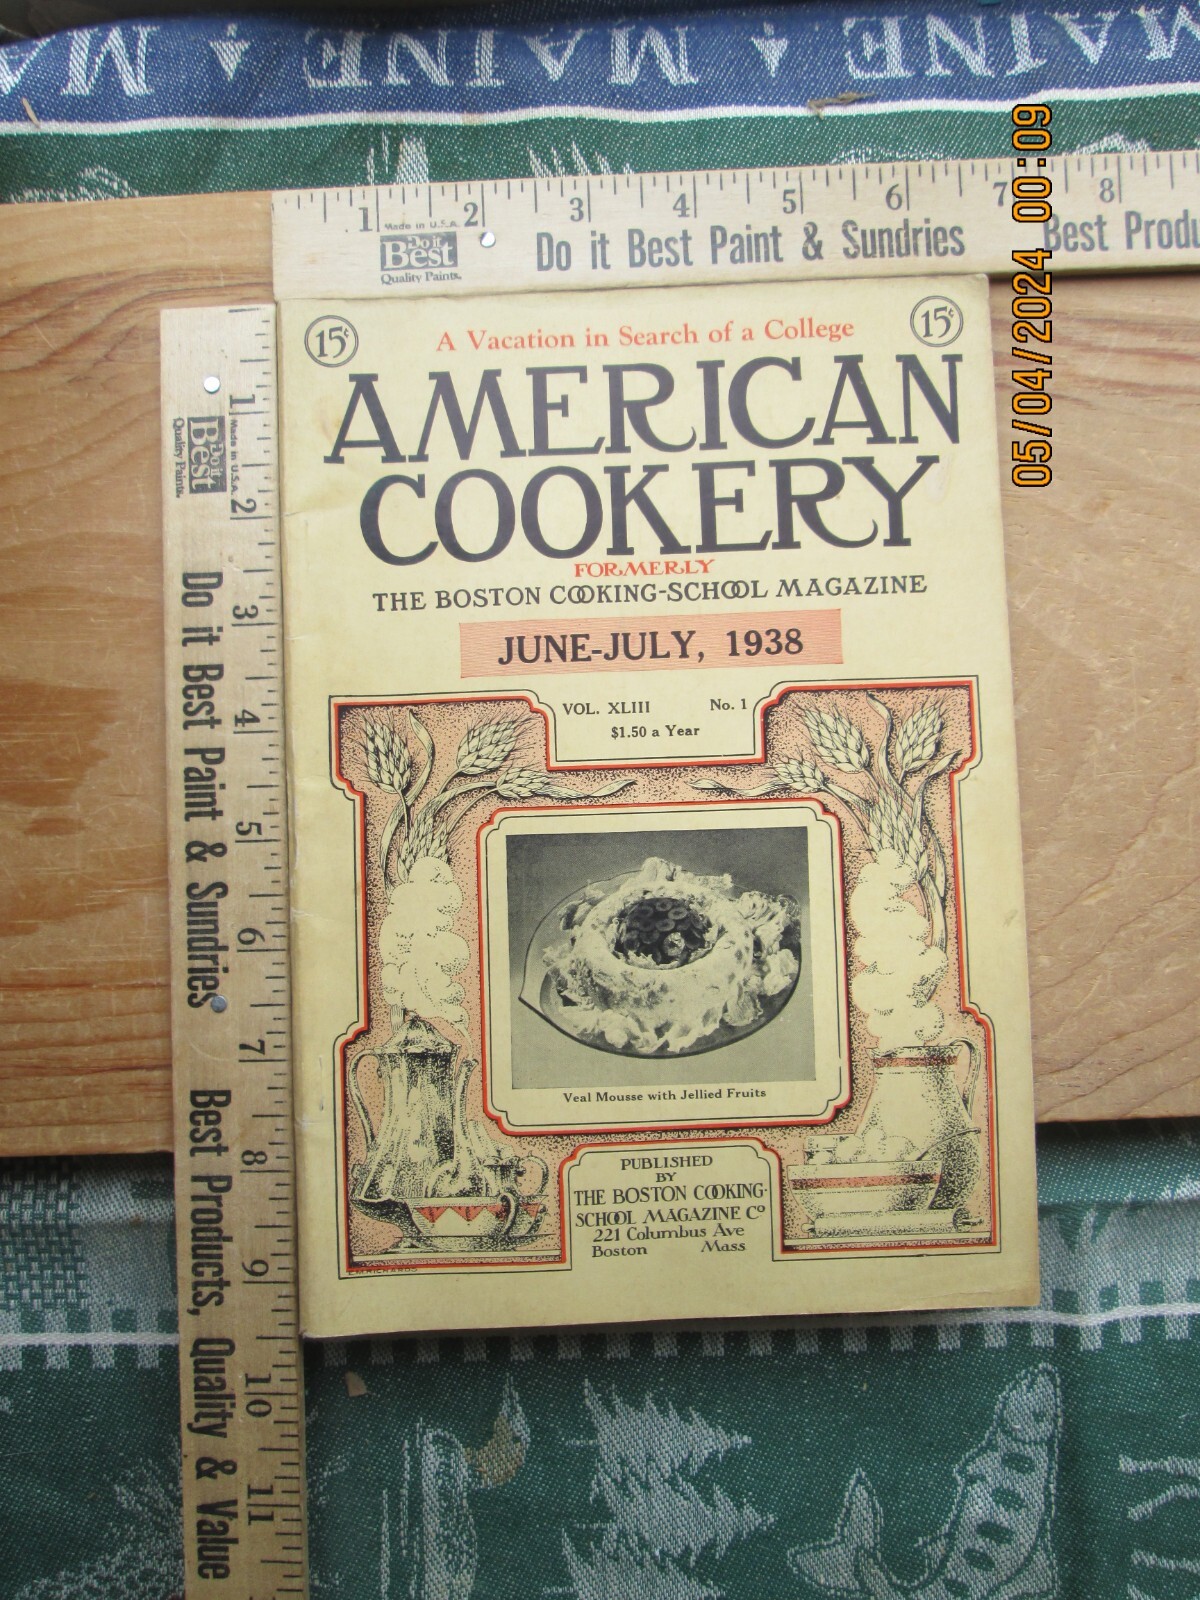 MAINE MAINE MAINE
05/04/2024 00:09
1 2 3 4 5 6 7 8
Made in U.S.A.
Do it Best
Quality Paints.
Do it Best Paint & Sundries
Best Produ
1 2 3 4 5 6 7 8 9 10 11
Made in U.S.A.
Do it Best
Quality Paints.
Do it Best Paint & Sundries
Best Products, Quality & Value
15¢
A Vacation in Search of a College
15¢
AMERICAN
COOKERY
FORMERLY
THE BOSTON COOKING-SCHOOL MAGAZINE
JUNE-JULY, 1938
VOL. XLIII No. 1
$1.50 a Year
Veal Mousse with Jellied Fruits
PUBLISHED
BY
THE BOSTON COOKING-
SCHOOL MAGAZINE Cº
221 Columbus Ave
Boston Mass